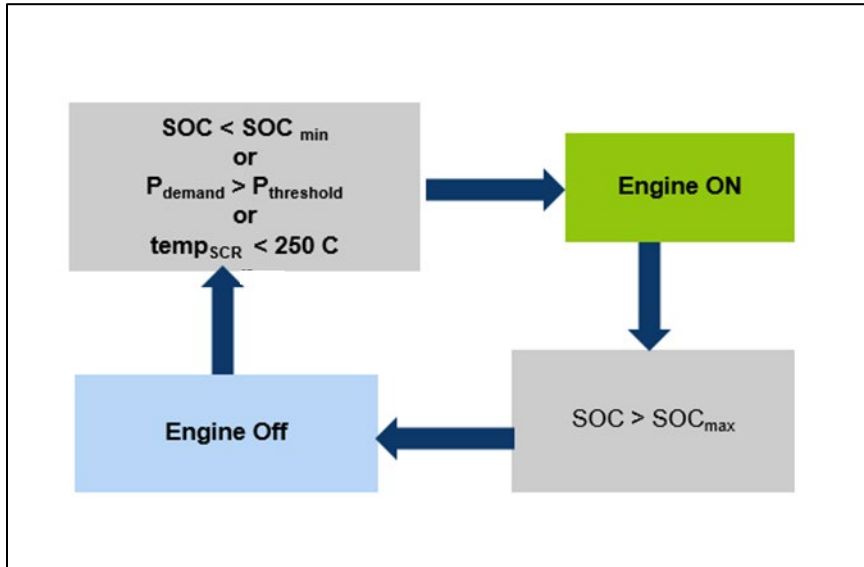 SOC < SOC min
or
Pdemand > Pthreshold
or
tempSCR < 250 C
Engine ON
Engine Off
SOC > SOCmax